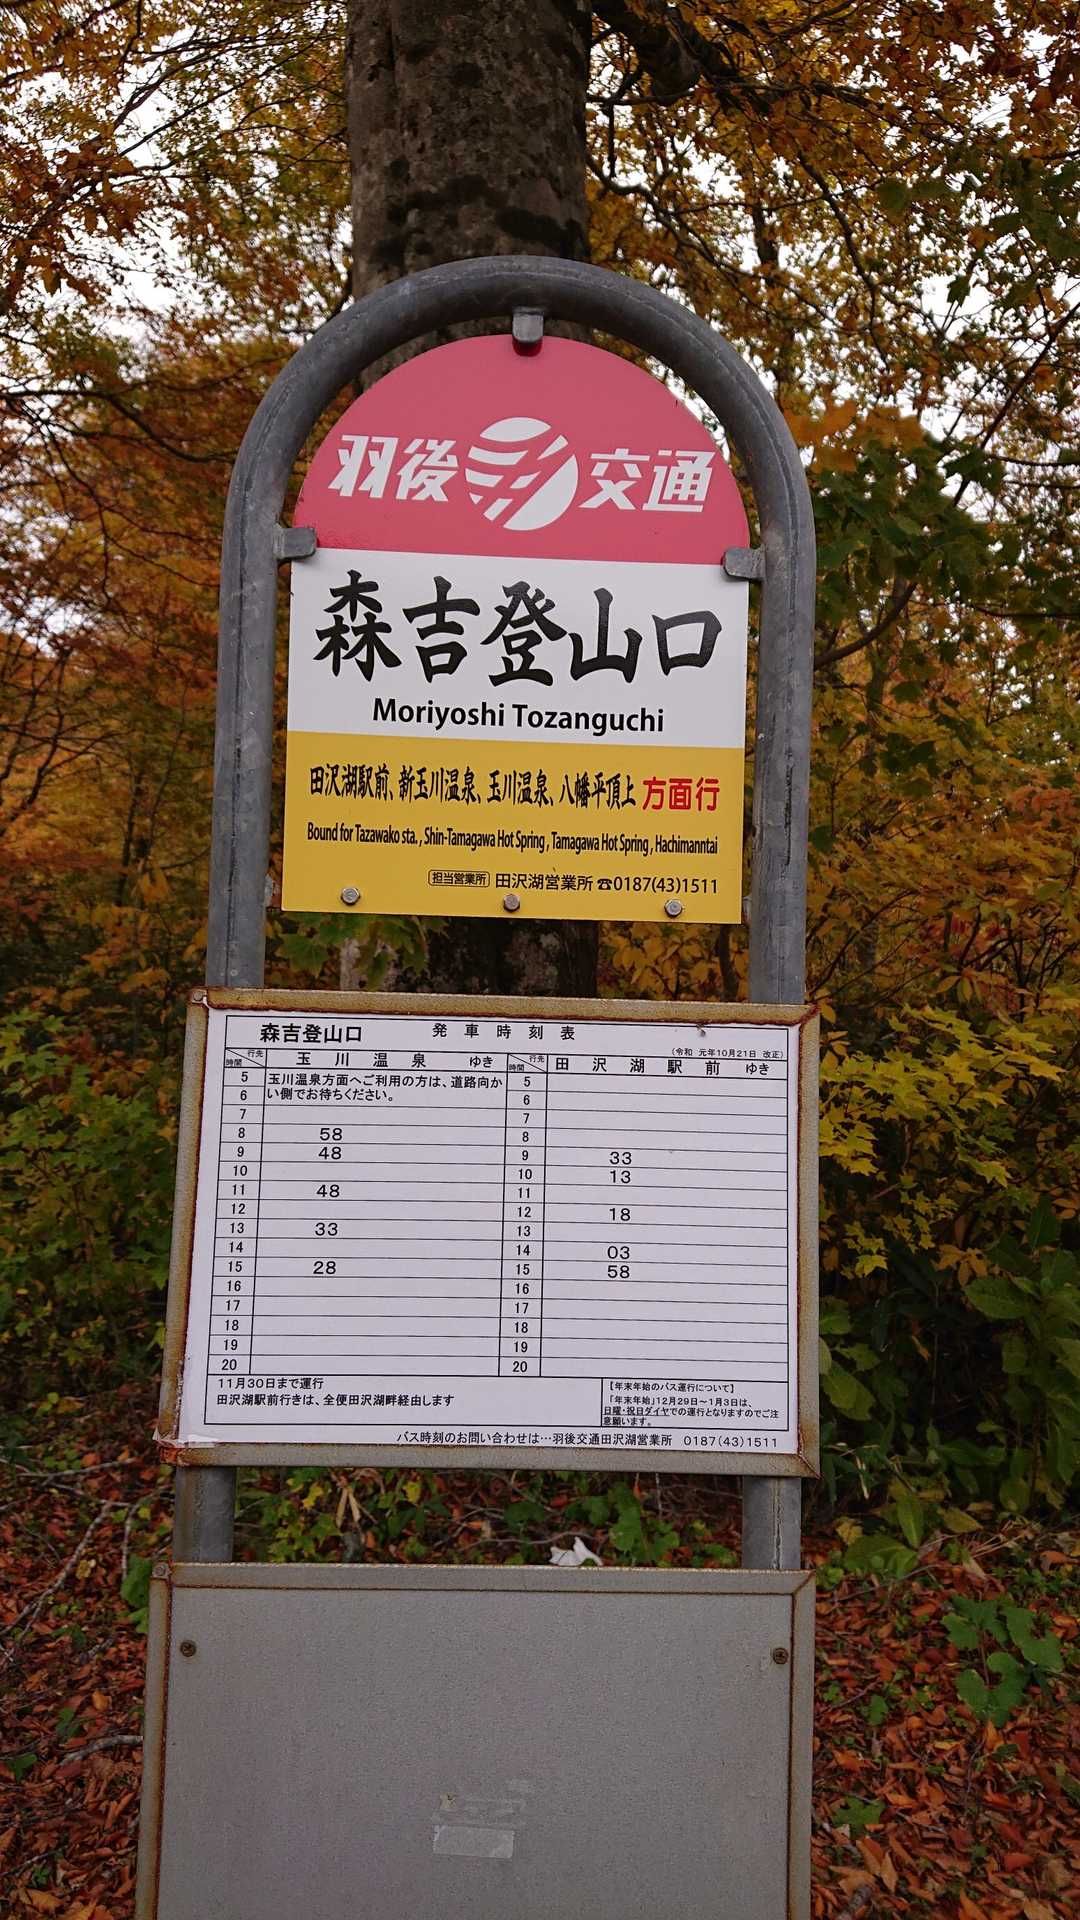 羽後交通
森吉登山口
Moriyoshi Tozanguchi
田沢湖駅前、新玉川温泉、玉川温泉、八幡平頂上 方面行
Bound for Tazawako sta., Shin-Tamagawa Hot Spring, Tamagawa Hot Spring, Hachimanntai
担当営業所 田沢湖営業所 ☎0187(43)1511
森吉登山口 発車時刻表
(令和 元年10月21日 改正)
行先 時間 玉川温泉 ゆき 行先 時間 田沢湖駅前 ゆき
5 玉川温泉方面へご利用の方は、道路向か 5
6 い側でお待ちください。 6
7 7
8 58 8
9 48 9 33
10 10 13
11 48 11
12 12 18
13 33 13
14 14 03
15 28 15 58
16 16
17 17
18 18
19 19
20 20
11月30日まで運行
田沢湖駅前行きは、全便田沢湖畔経由します
【年末年始のバス運行について】
「年末年始」12月29日～1月3日は、
日曜・祝日ダイヤでの運行となりますのでご注
意願います。
バス時刻のお問い合わせは…羽後交通田沢湖営業所 0187(43)1511